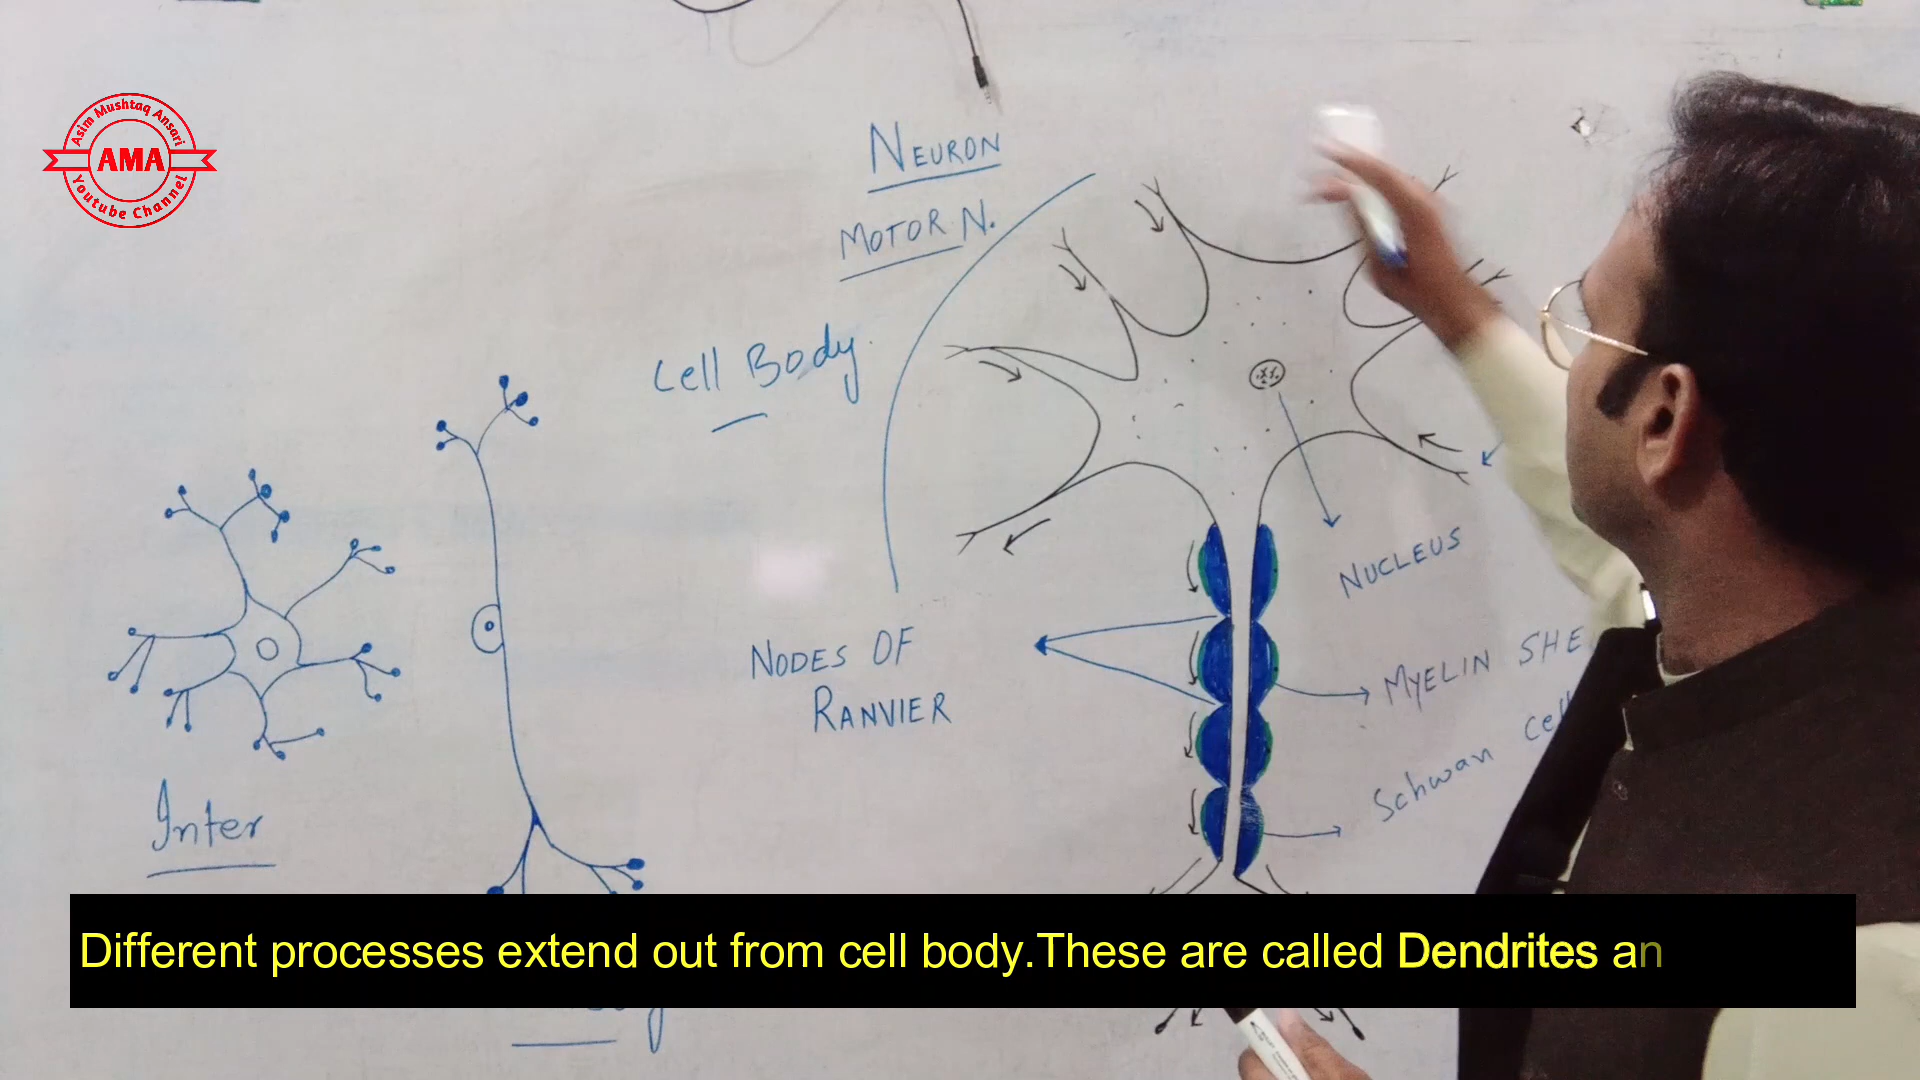 Asim Mushtaq Ansari
AMA
Youtube Channel
NEURON
MOTOR N.
Cell Body
NUCLEUS
NODES OF
RANVIER
MYELIN SHE
Schwan Cell
Inter
Different processes extend out from cell body.These are called Dendrites an